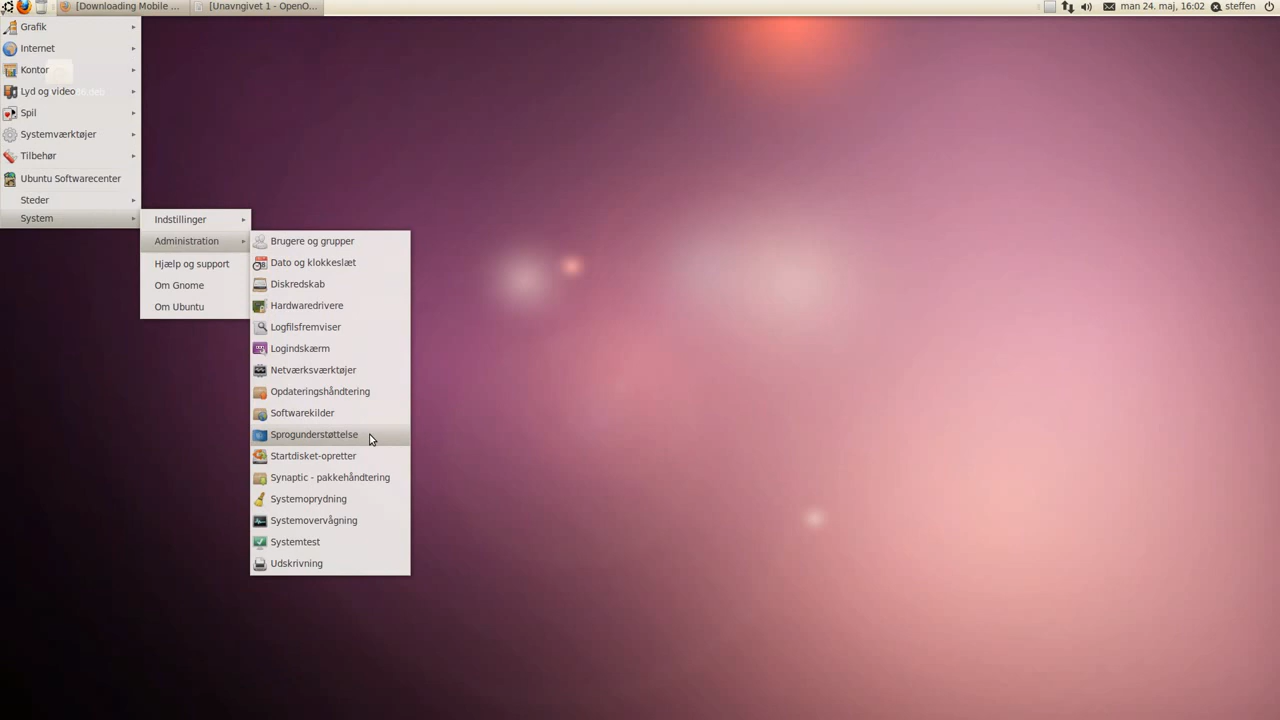 [Downloading Mobile ...
[Unavngivet 1 - OpenO...
man 24. maj, 16:02
steffen
Grafik
Internet
Kontor
Lyd og video
86.deb
Spil
Systemværktøjer
Tilbehør
Ubuntu Softwarecenter
Steder
System
Indstillinger
Administration
Hjælp og support
Om Gnome
Om Ubuntu
Brugere og grupper
Dato og klokkeslæt
Diskredskab
Hardwaredrivere
Logfilsfremviser
Logindskærm
Netværksværktøjer
Opdateringshåndtering
Softwarekilder
Sprogunderstøttelse
Startdisket-opretter
Synaptic - pakkehåndtering
Systemoprydning
Systemovervågning
Systemtest
Udskrivning